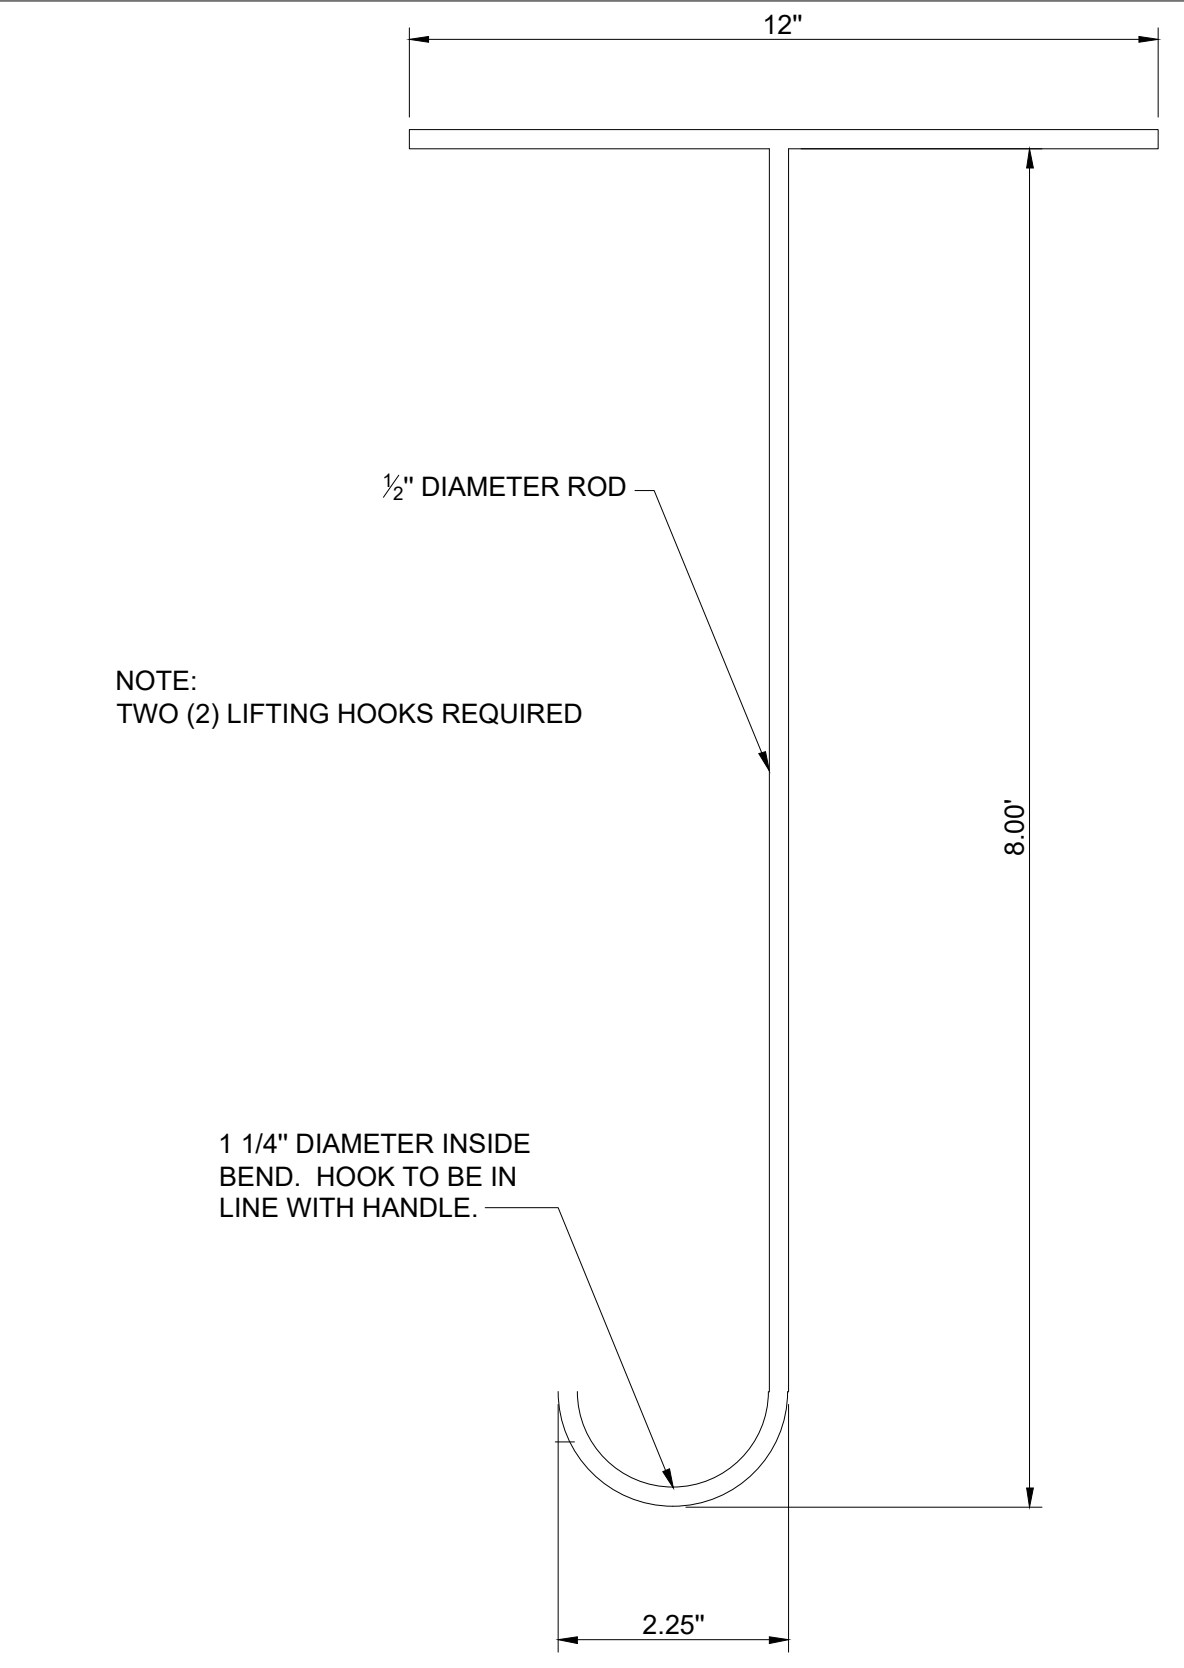 12"
½" DIAMETER ROD
NOTE:
TWO (2) LIFTING HOOKS REQUIRED
8.00'
1 1/4" DIAMETER INSIDE
BEND. HOOK TO BE IN
LINE WITH HANDLE.
2.25"